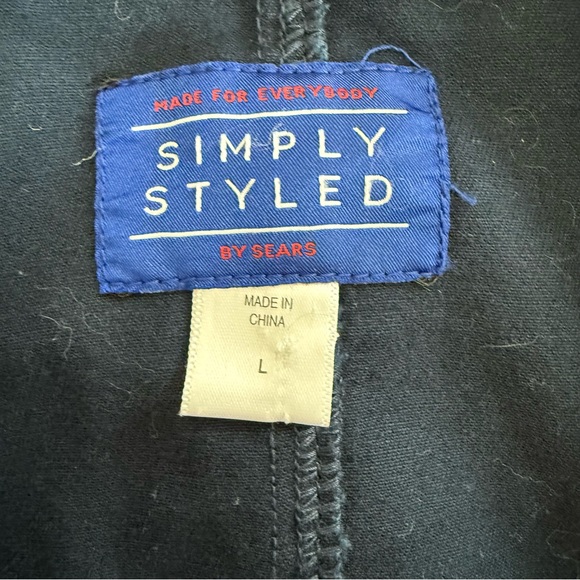 MADE FOR EVERYBODY
SIMPLY
STYLED
BY SEARS
MADE IN
CHINA
L